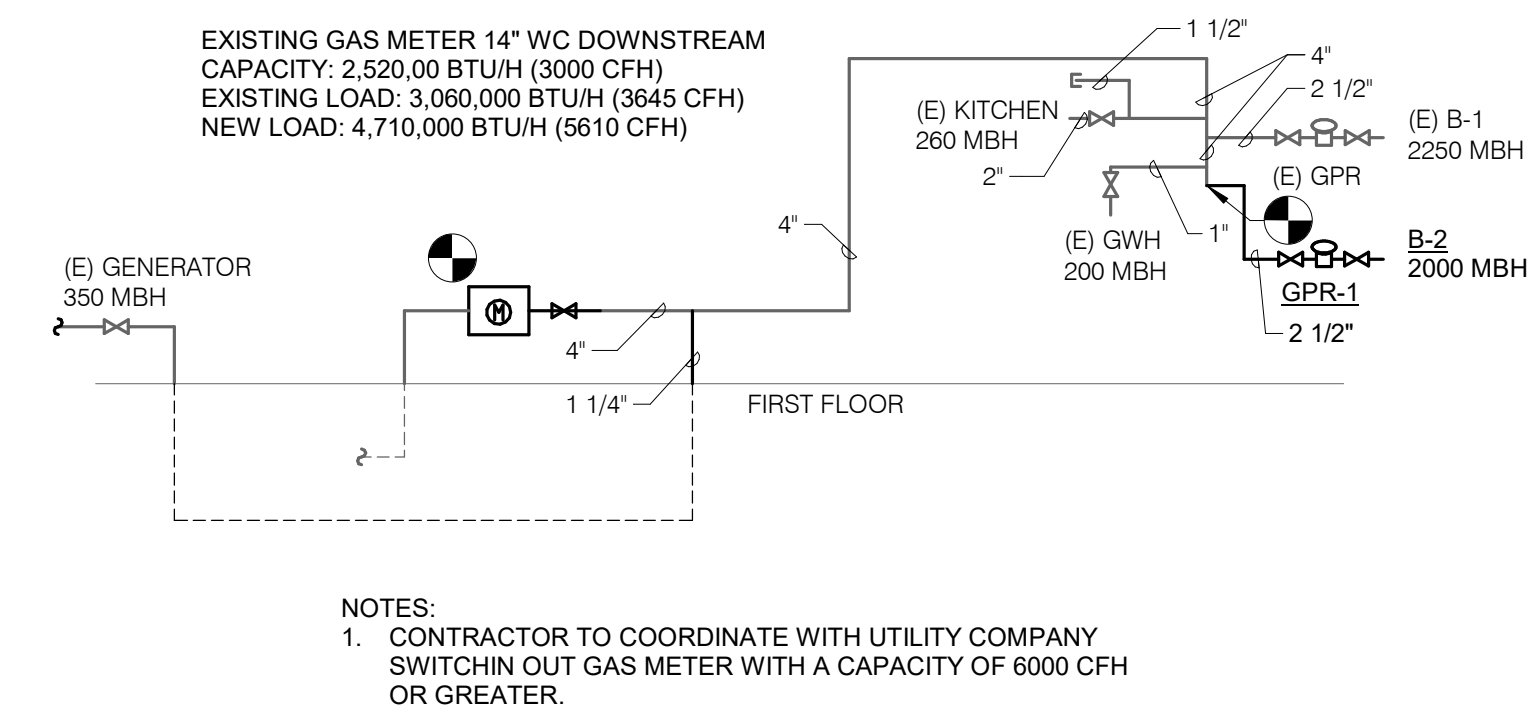 EXISTING GAS METER 14" WC DOWNSTREAM
CAPACITY: 2,520,00 BTU/H (3000 CFH)
EXISTING LOAD: 3,060,000 BTU/H (3645 CFH)
NEW LOAD: 4,710,000 BTU/H (5610 CFH)
1 1/2"
4"
2 1/2"
(E) KITCHEN
260 MBH
(E) B-1
2250 MBH
2"
(E) GPR
4"
1"
(E) GWH
200 MBH
B-2
2000 MBH
(E) GENERATOR
350 MBH
GPR-1
M
2 1/2"
4"
1 1/4"
FIRST FLOOR
NOTES:
1. CONTRACTOR TO COORDINATE WITH UTILITY COMPANY
SWITCHIN OUT GAS METER WITH A CAPACITY OF 6000 CFH
OR GREATER.